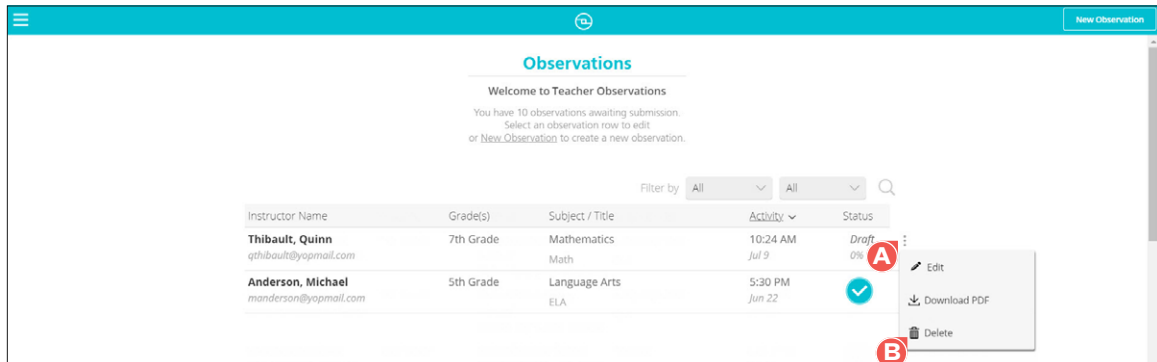 New Observation
Observations
Welcome to Teacher Observations
You have 10 observations awaiting submission.
Select an observation row to edit
or New Observation to create a new observation.
Filter by All All
Instructor Name Grade(s) Subject / Title Activity Status
Thibault, Quinn 7th Grade Mathematics 10:24 AM Draft
qthibault@yopmail.com Math Jul 9 0%
A
Edit
Anderson, Michael 5th Grade Language Arts 5:30 PM
manderson@yopmail.com ELA Jun 22
Download PDF
Delete
B